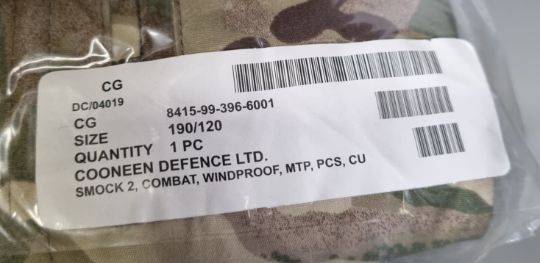 CG
DC/04019
CG 8415-99-396-6001
SIZE 190/120
QUANTITY 1 PC
COONEEN DEFENCE LTD.
SMOCK 2, COMBAT, WINDPROOF, MTP, PCS, CU